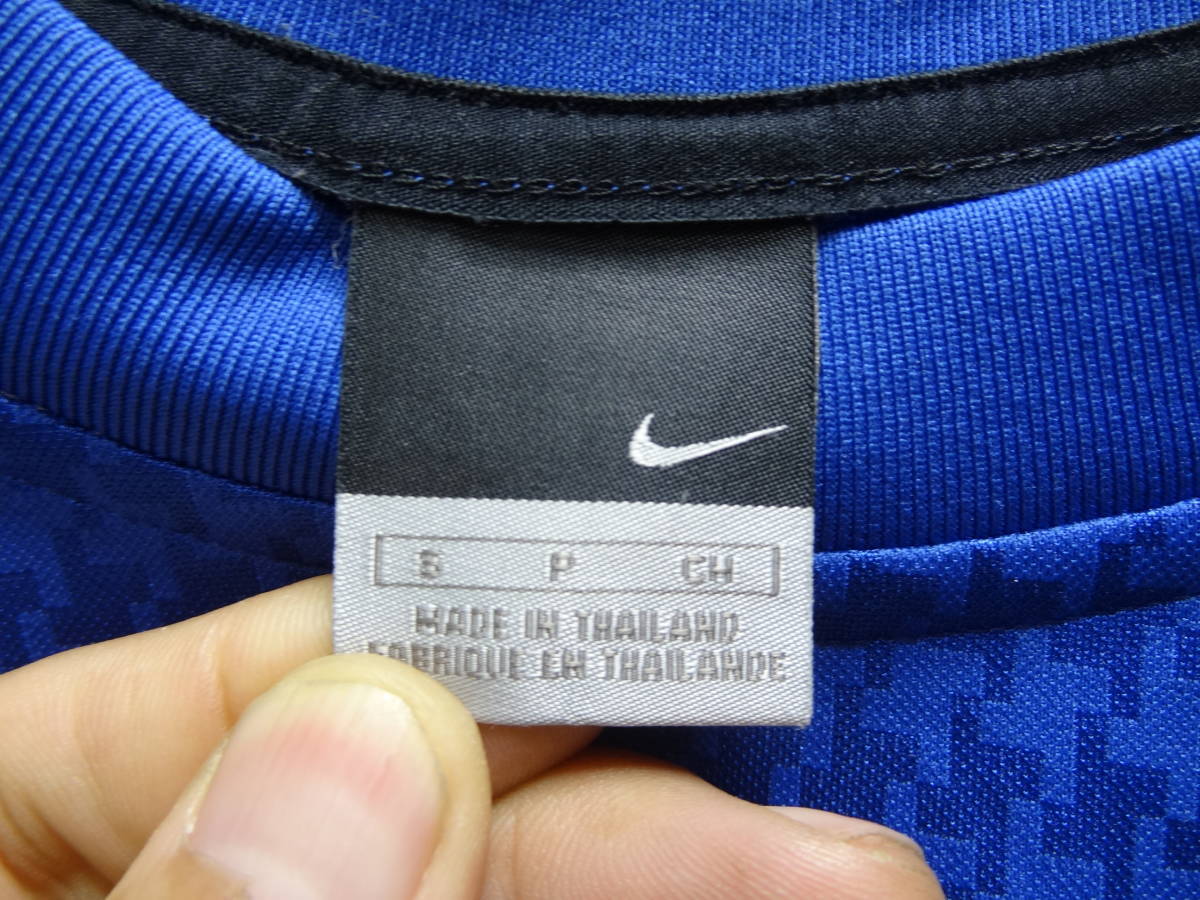 S P CH
MADE IN THAILAND
FABRIQUE EN THAILANDE